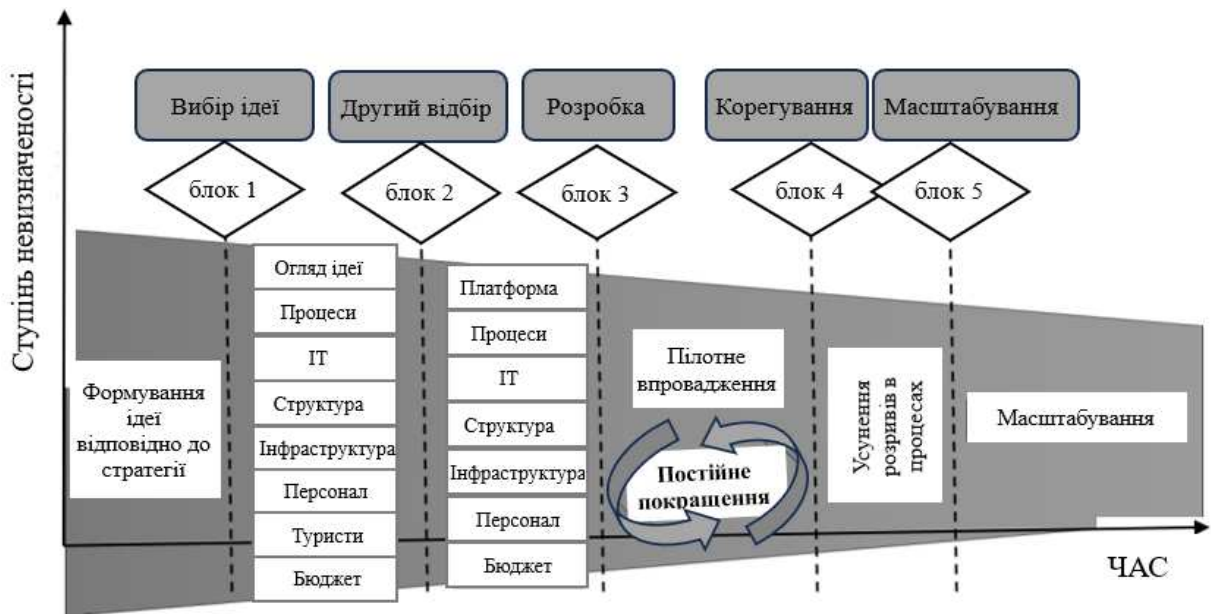 Ступінь невизначеності
Вибір ідеї
Другий відбір
Розробка
Корегування
Масштабування
блок 1
блок 2
блок 3
блок 4
блок 5
Формування
ідеї
відповідно до
стратегії
Огляд ідеї
Процеси
ІТ
Структура
Інфраструктура
Персонал
Туристи
Бюджет
Платформа
Процеси
ІТ
Структура
Інфраструктура
Персонал
Бюджет
Пілотне
впровадження
Постійне
покращення
Усунення
розривів в
процесах
Масштабування
ЧАС